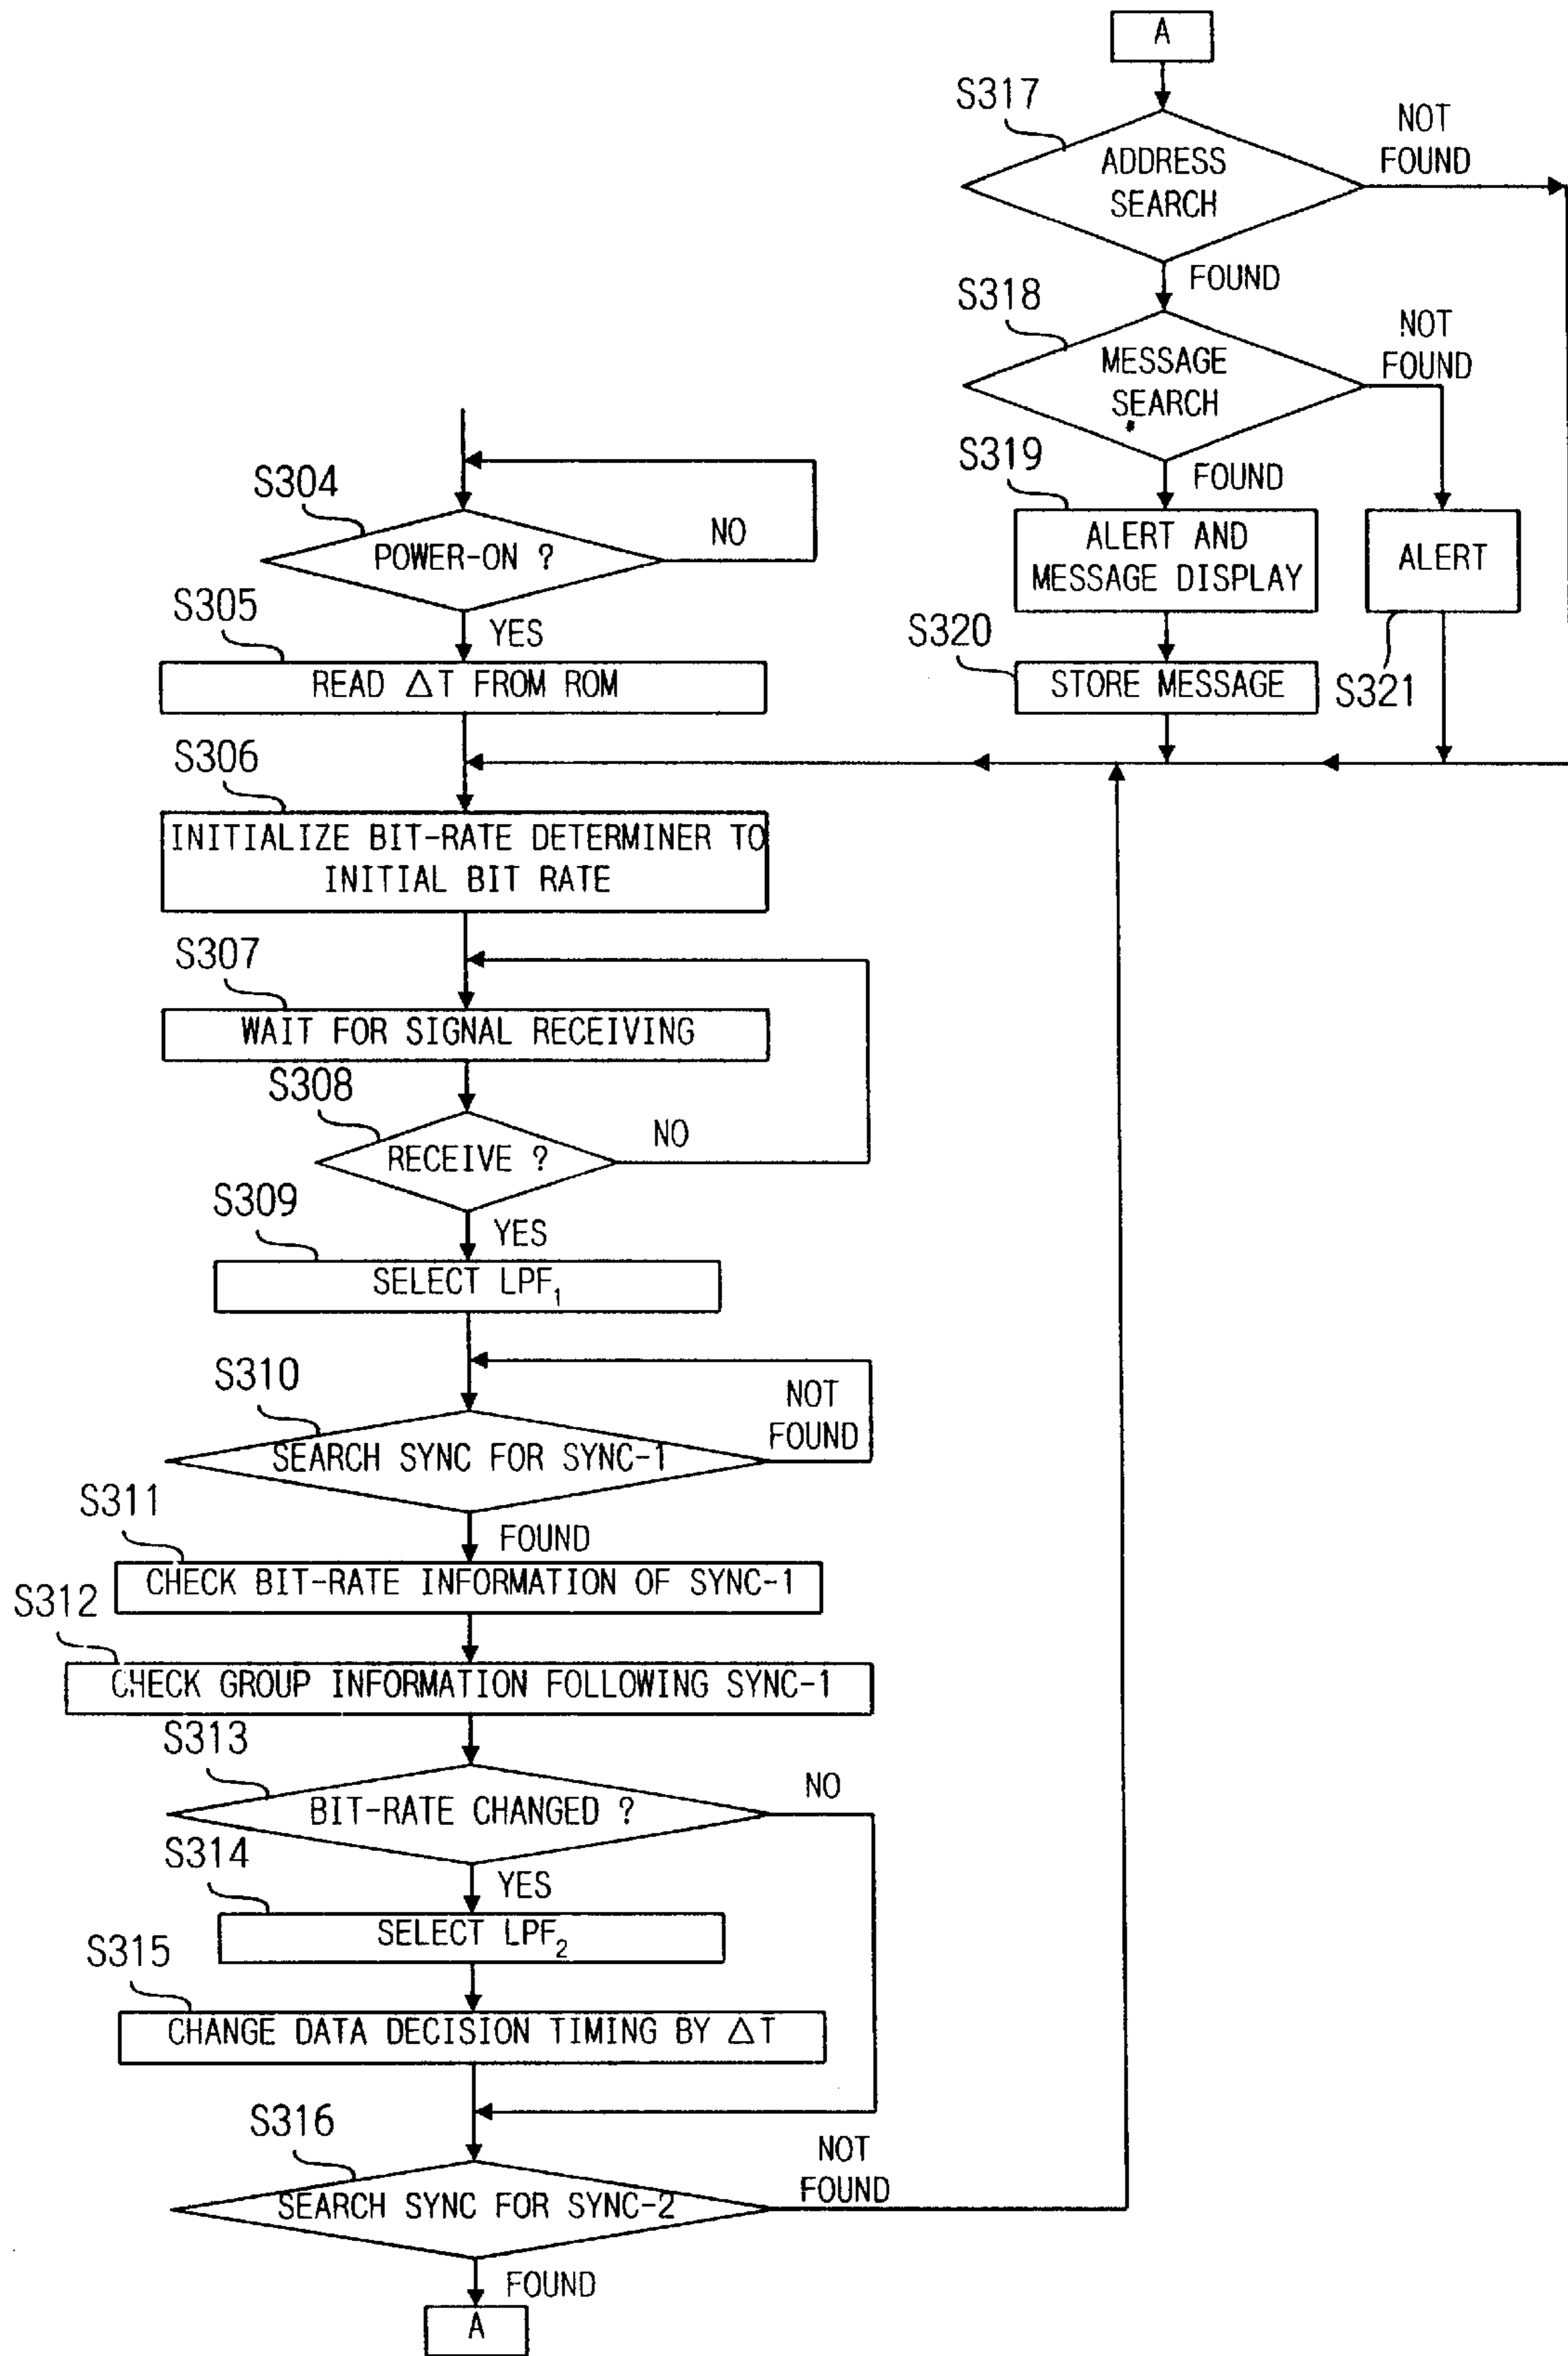 S304
POWER-ON ?
NO
YES
S305
READ △T FROM ROM
S306
INITIALIZE BIT-RATE DETERMINER TO
INITIAL BIT RATE
S307
WAIT FOR SIGNAL RECEIVING
S308
RECEIVE ?
NO
YES
S309
SELECT LPF₁
S310
SEARCH SYNC FOR SYNC-1
NOT
FOUND
FOUND
S311
CHECK BIT-RATE INFORMATION OF SYNC-1
S312
CHECK GROUP INFORMATION FOLLOWING SYNC-1
S313
BIT-RATE CHANGED ?
NO
YES
S314
SELECT LPF₂
S315
CHANGE DATA DECISION TIMING BY △T
S316
SEARCH SYNC FOR SYNC-2
NOT
FOUND
FOUND
A
A
S317
ADDRESS
SEARCH
NOT
FOUND
FOUND
S318
MESSAGE
SEARCH
NOT
FOUND
FOUND
S319
ALERT AND
MESSAGE DISPLAY
ALERT
S320
STORE MESSAGE
S321